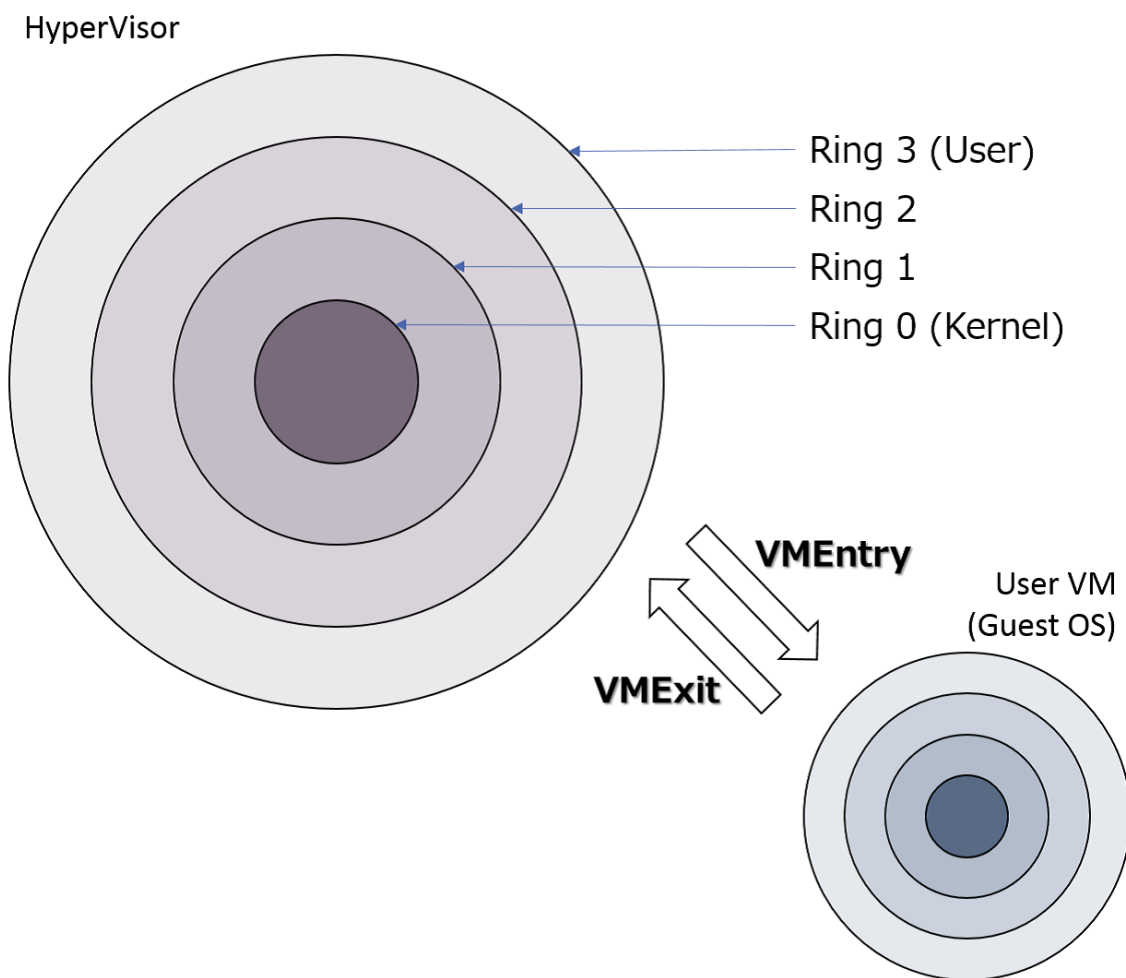 HyperVisor
Ring 3 (User)
Ring 2
Ring 1
Ring 0 (Kernel)
VMEntry
User VM
(Guest OS)
VMExit